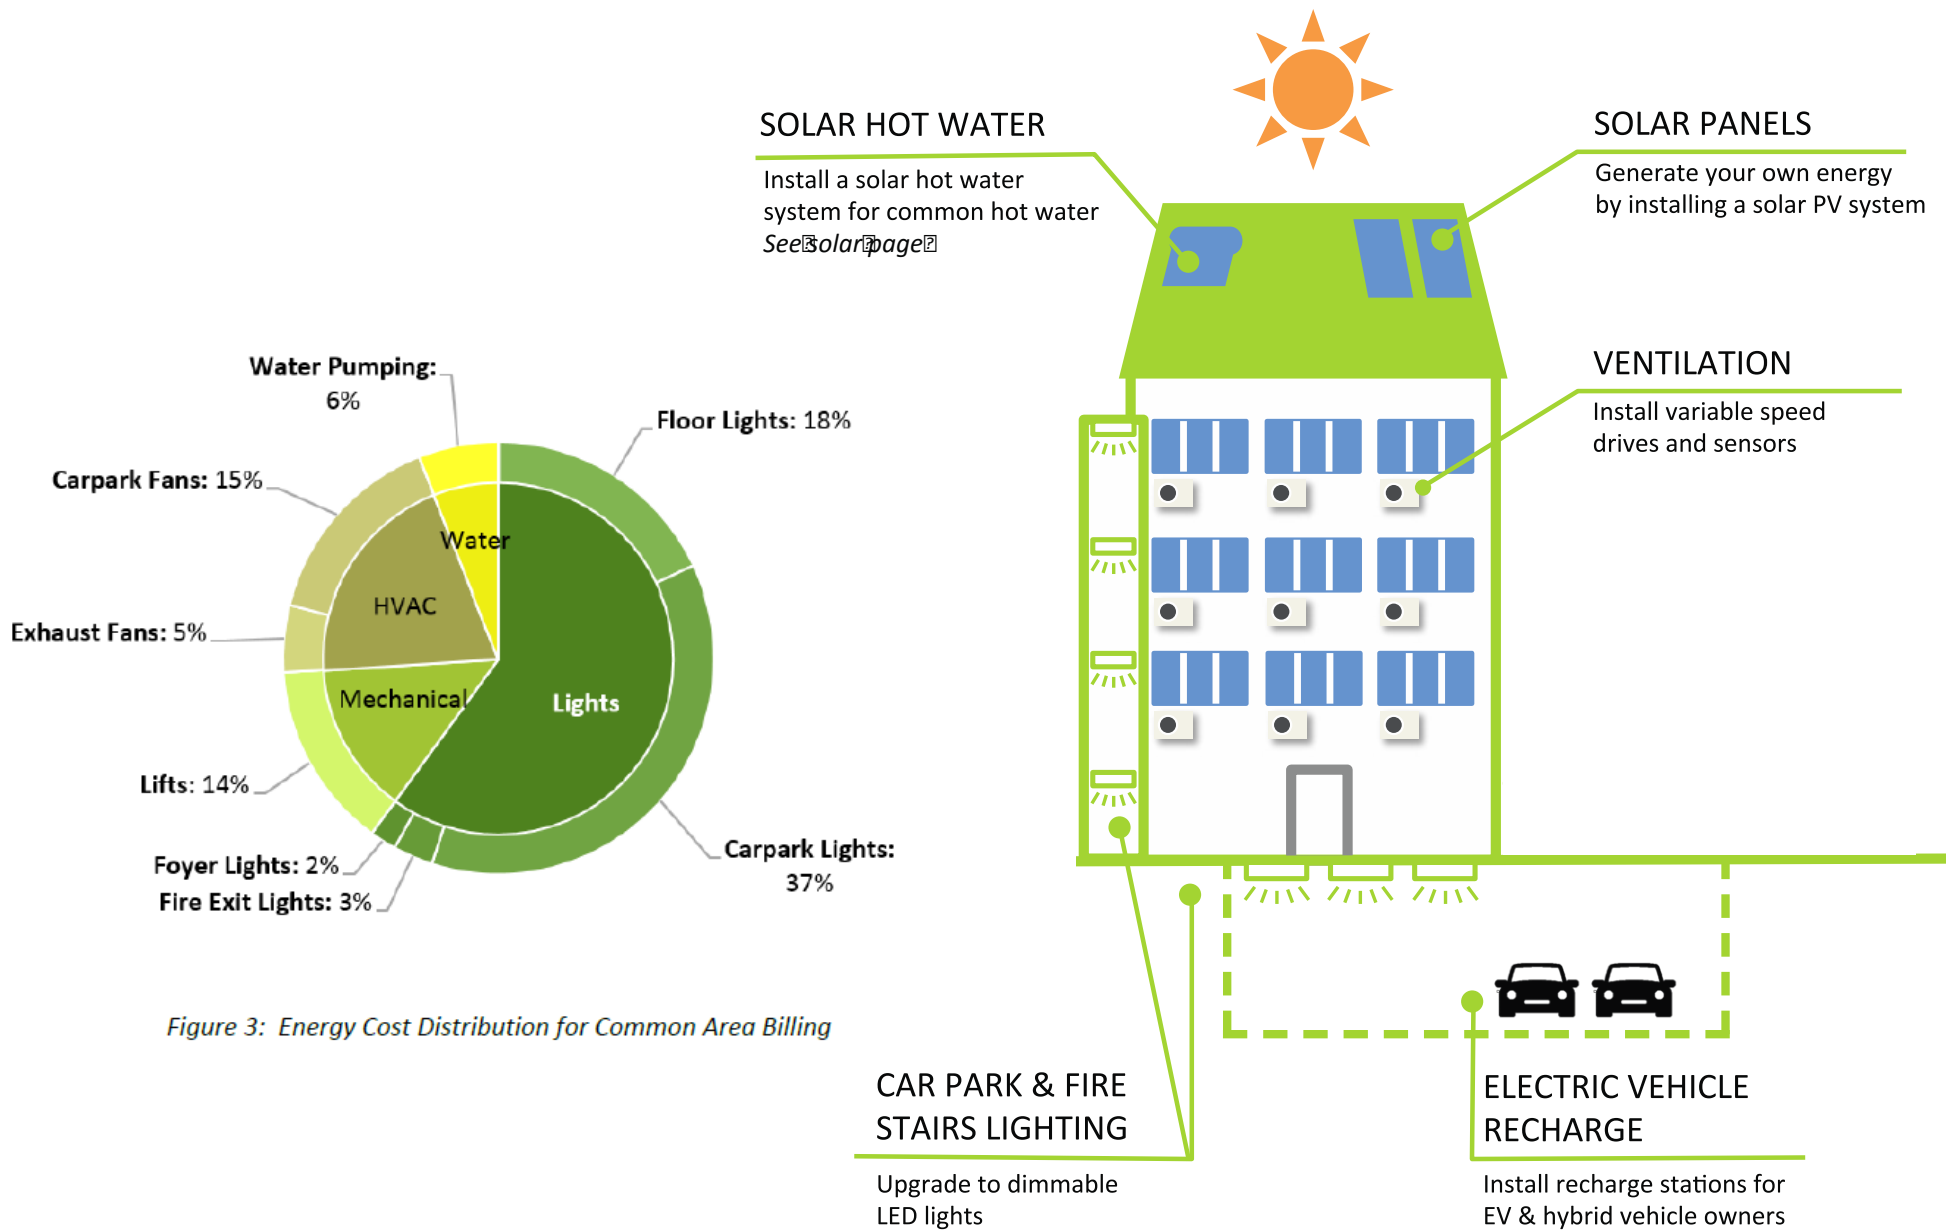 SOLAR HOT WATER
Install a solar hot water
system for common hot water
See solar page
SOLAR PANELS
Generate your own energy
by installing a solar PV system
VENTILATION
Install variable speed
drives and sensors
Water Pumping:
6%
Floor Lights: 18%
Carpark Fans: 15%
Water
HVAC
Exhaust Fans: 5%
Mechanical
Lights
Lifts: 14%
Carpark Lights:
37%
Foyer Lights: 2%
Fire Exit Lights: 3%
Figure 3: Energy Cost Distribution for Common Area Billing
CAR PARK & FIRE
STAIRS LIGHTING
Upgrade to dimmable
LED lights
ELECTRIC VEHICLE
RECHARGE
Install recharge stations for
EV & hybrid vehicle owners